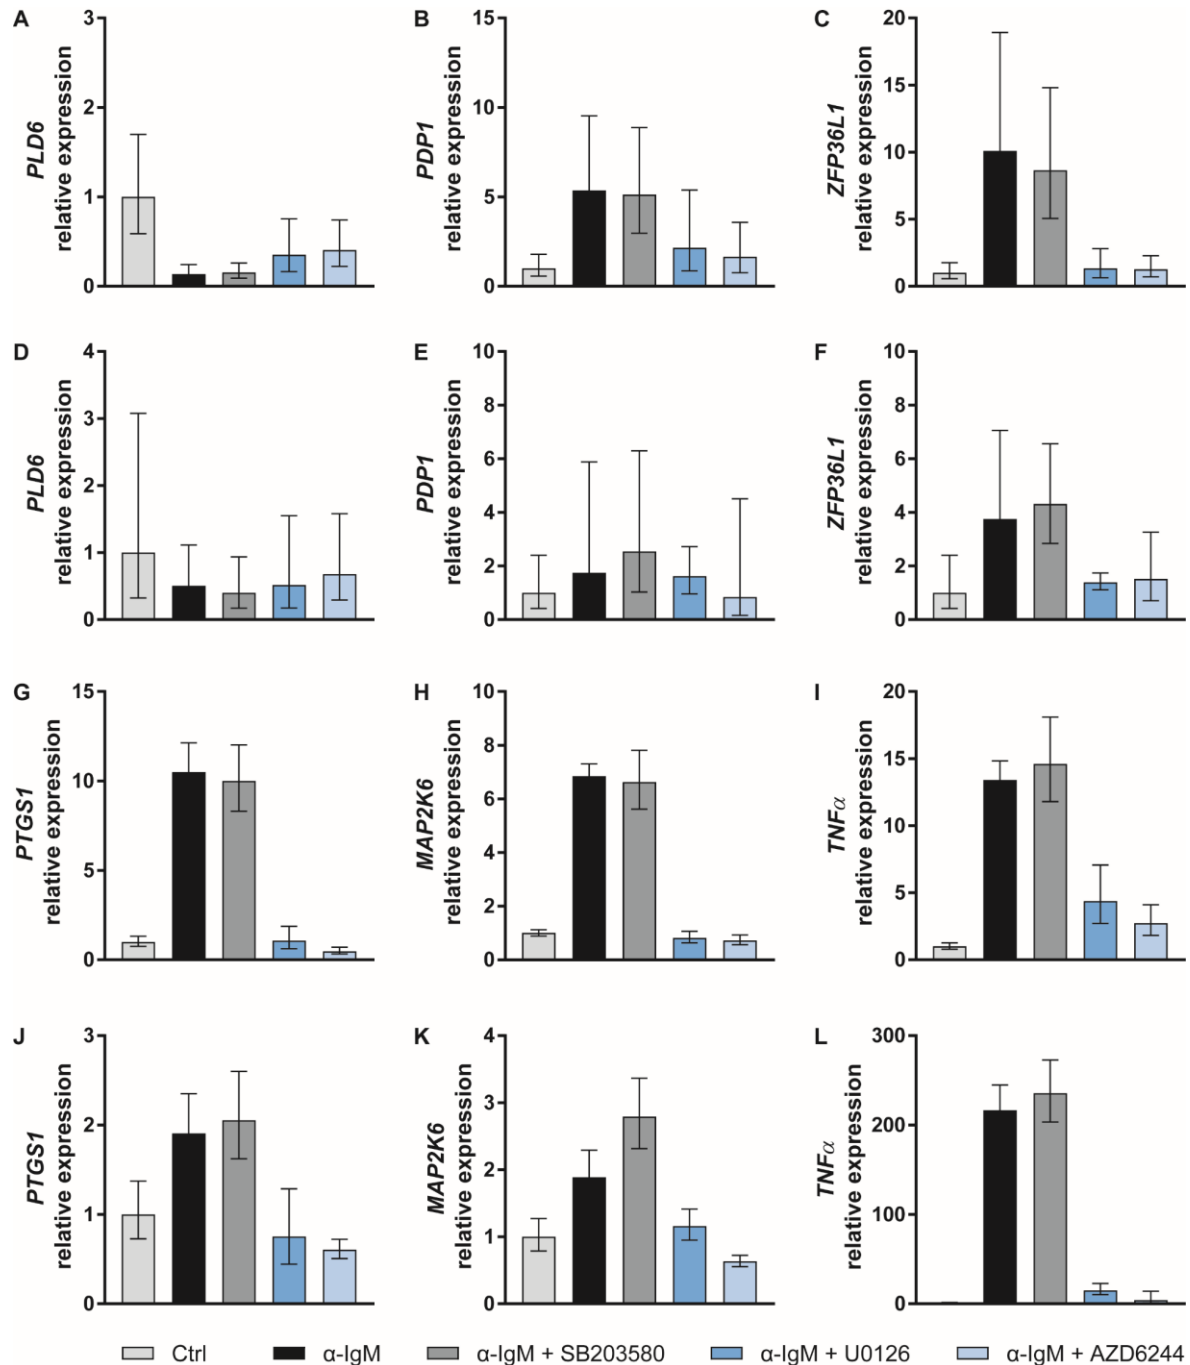 A
PLD6
relative expression
3
2
1
0
B
PDP1
relative expression
15
10
5
0
C
ZFP36L1
relative expression
20
15
10
5
0
D
PLD6
relative expression
4
3
2
1
0
E
PDP1
relative expression
10
8
6
4
2
0
F
ZFP36L1
relative expression
10
8
6
4
2
0
G
PTGS1
relative expression
15
10
5
0
H
MAP2K6
relative expression
10
8
6
4
2
0
I
TNFα
relative expression
20
15
10
5
0
J
PTGS1
relative expression
3
2
1
0
K
MAP2K6
relative expression
4
3
2
1
0
L
TNFα
relative expression
300
200
100
0
Ctrl α-IgM α-IgM + SB203580 α-IgM + U0126 α-IgM + AZD6244